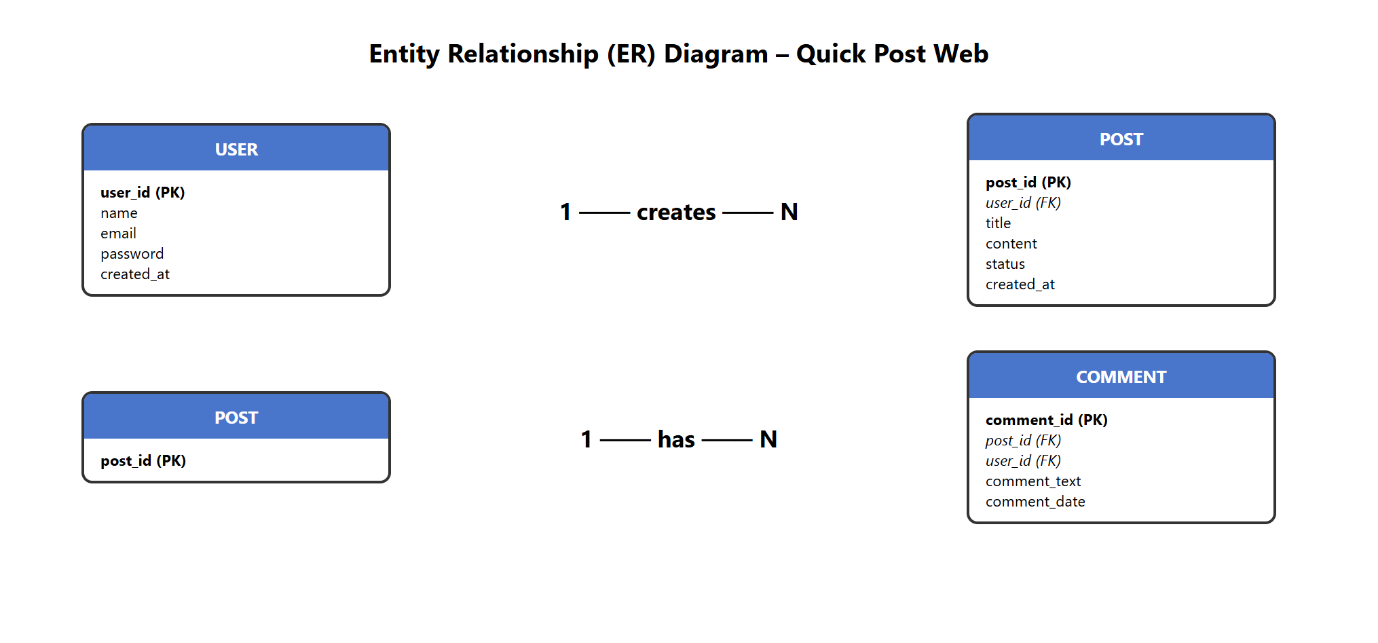 Entity Relationship (ER) Diagram – Quick Post Web
USER
user_id (PK)
name
email
password
created_at
1 —— creates —— N
POST
post_id (PK)
user_id (FK)
title
content
status
created_at
POST
post_id (PK)
1 —— has —— N
COMMENT
comment_id (PK)
post_id (FK)
user_id (FK)
comment_text
comment_date